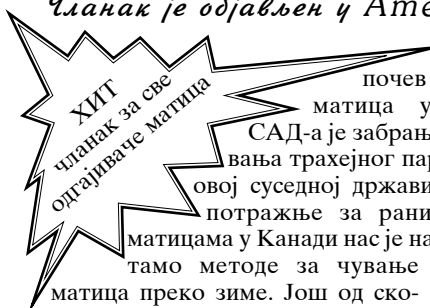 Чланак је објављен у Аме
ХИТ
чланак за све
одгајиваче матица
почев
матица у
САД-а је забрањ
вања трахејног пар
овој суседној држави
потражње за рани
матицама у Канади нас је на
тамо методе за чување
матица преко зиме. Још од ско-